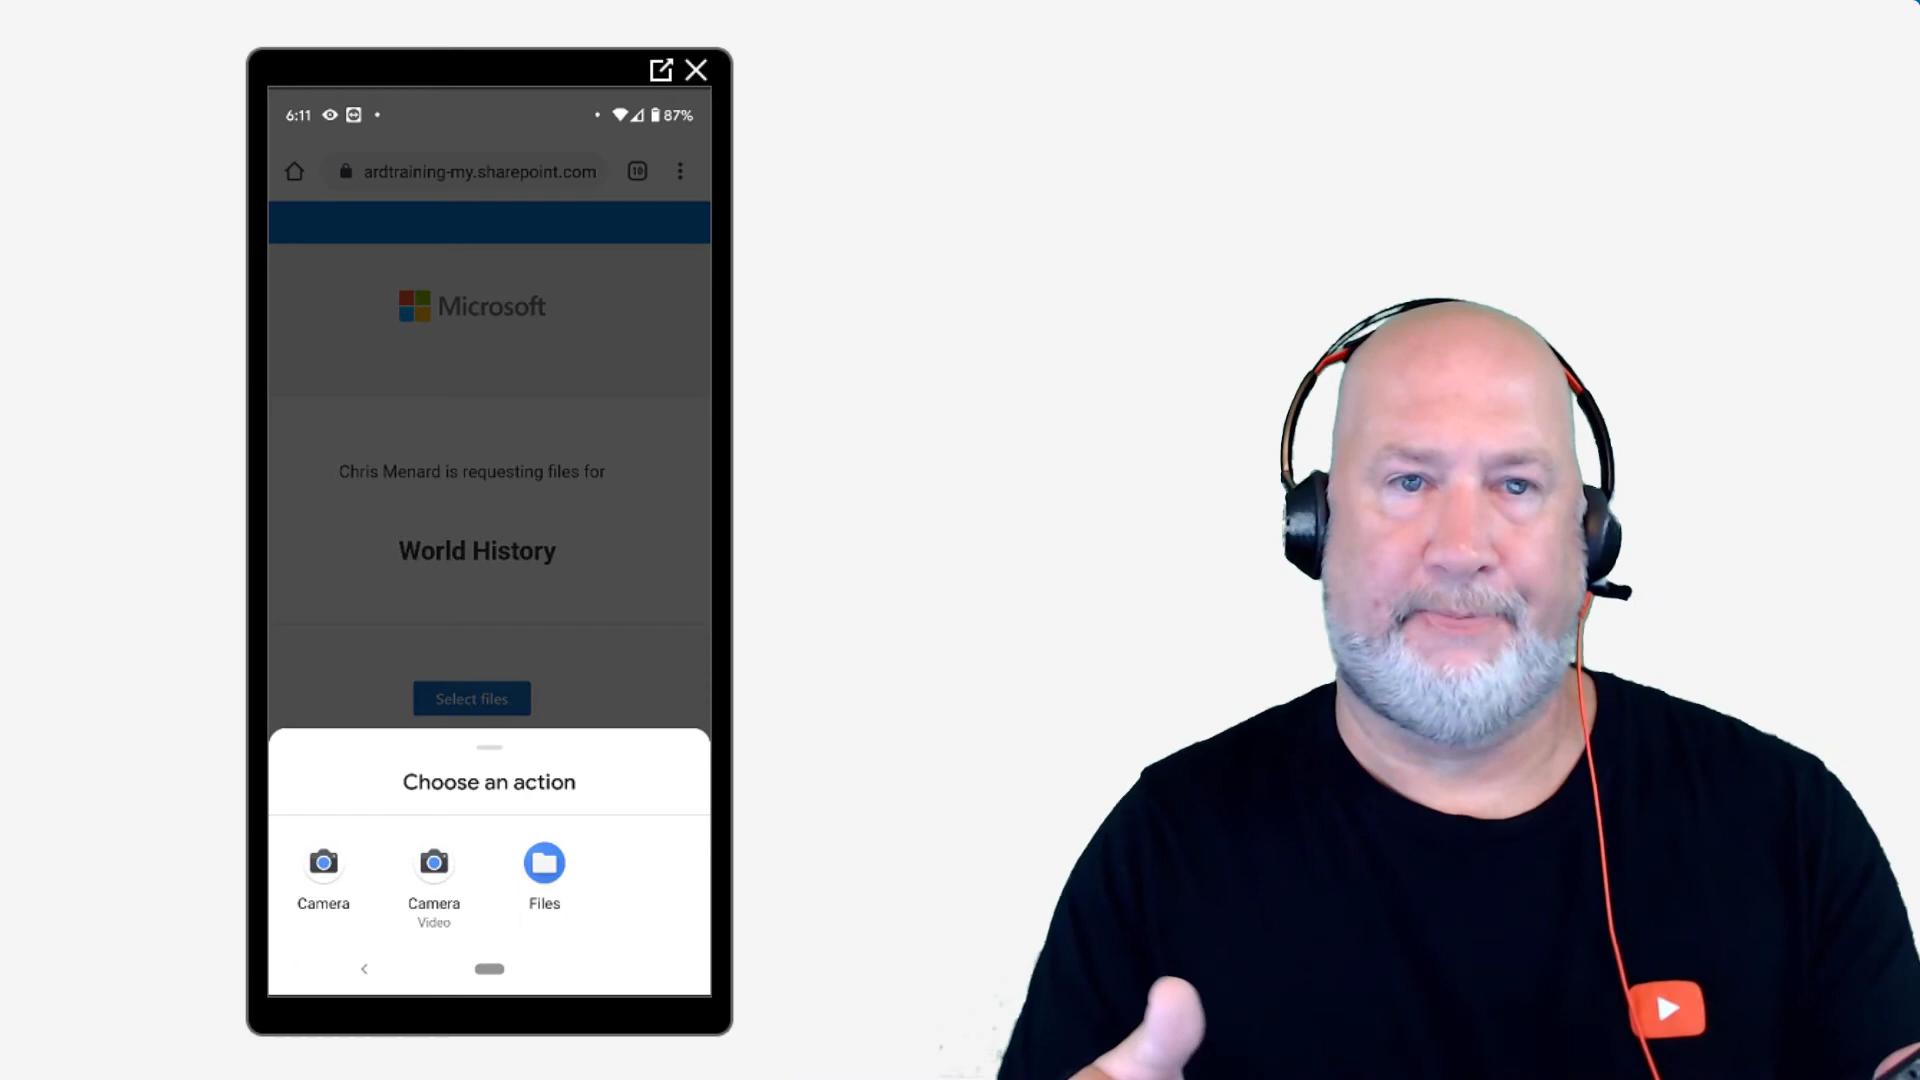 6:11
87%
ardtraining-my.sharepoint.com
10
Microsoft
Chris Menard is requesting files for
World History
Select files
Choose an action
Camera
Camera
Files
Video